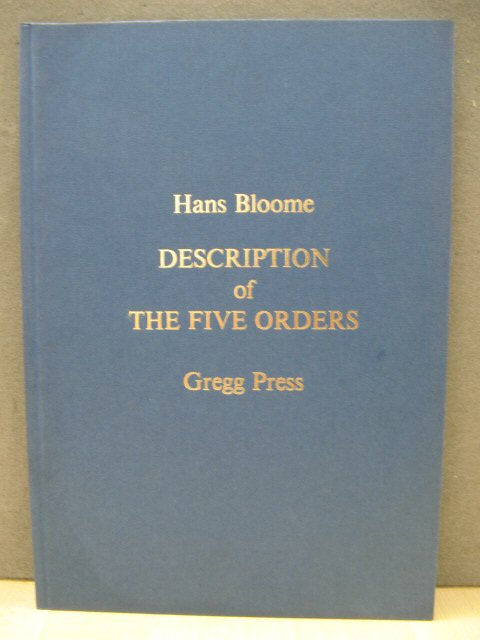 Hans Bloome
DESCRIPTION
of
THE FIVE ORDERS
Gregg Press